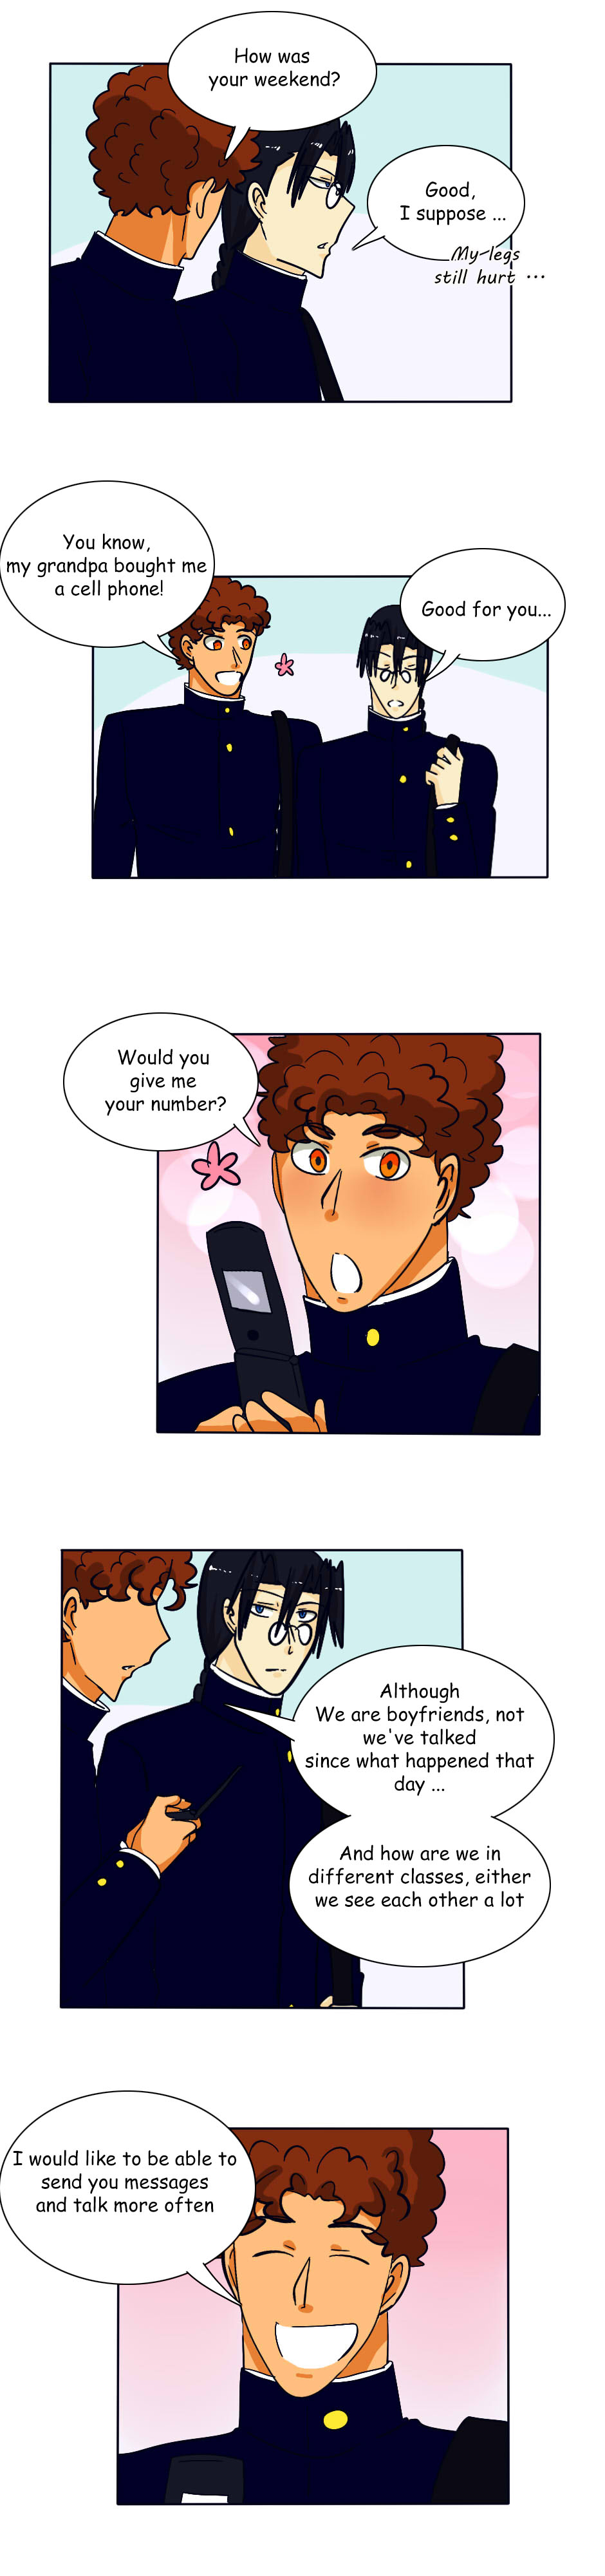 How was
your weekend?
Good,
I suppose ...
My legs
still hurt ...
You know,
my grandpa bought me
a cell phone!
Good for you...
Would you
give me
your number?
Although
We are boyfriends, not
we've talked
since what happened that
day ...
And how are we in
different classes, either
we see each other a lot
I would like to be able to
send you messages
and talk more often